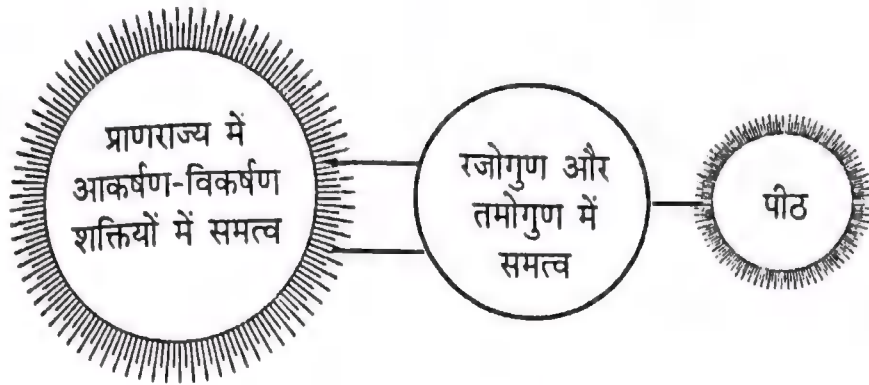 प्राणराज्य में
आकर्षण-विकर्षण
शक्तियों में समत्व
रजोगुण और
तमोगुण में
समत्व
पीठ